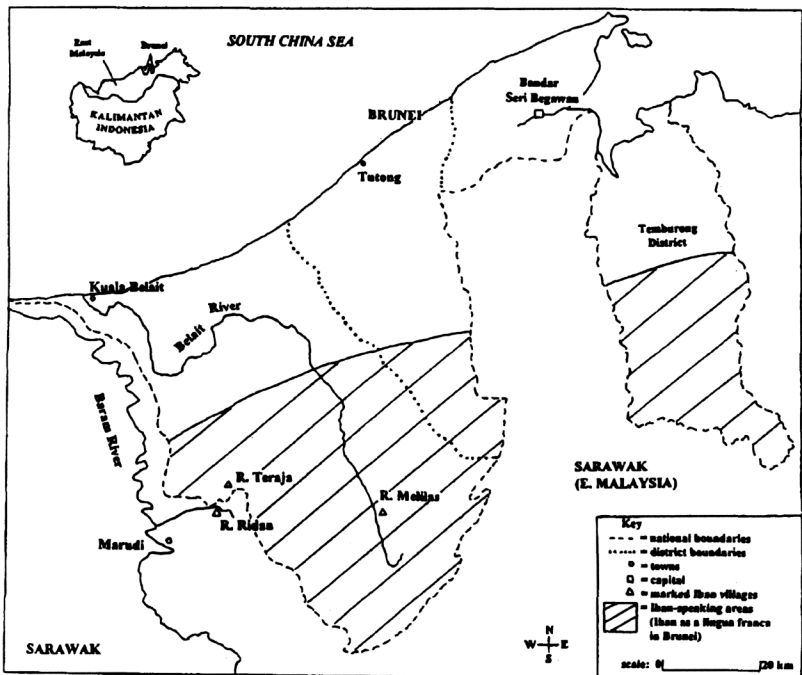 SOUTH CHINA SEA
East
Malaysia
Brunei
KALIMANTAN
INDONESIA
BRUNEI
Bandar
Seri Begawan
Tutong
Temburong
District
Kuala Belait
Belait River
Baram River
R. Teraja
R. Melilas
R. Ridan
Marudi
SARAWAK
(E. MALAYSIA)
SARAWAK
N
W E
S
Key
= national boundaries
= district boundaries
= towns
= capital
= marked Iban villages
= Iban-speaking areas
(Iban as a lingua franca
in Brunei)
scale: 0 20 km